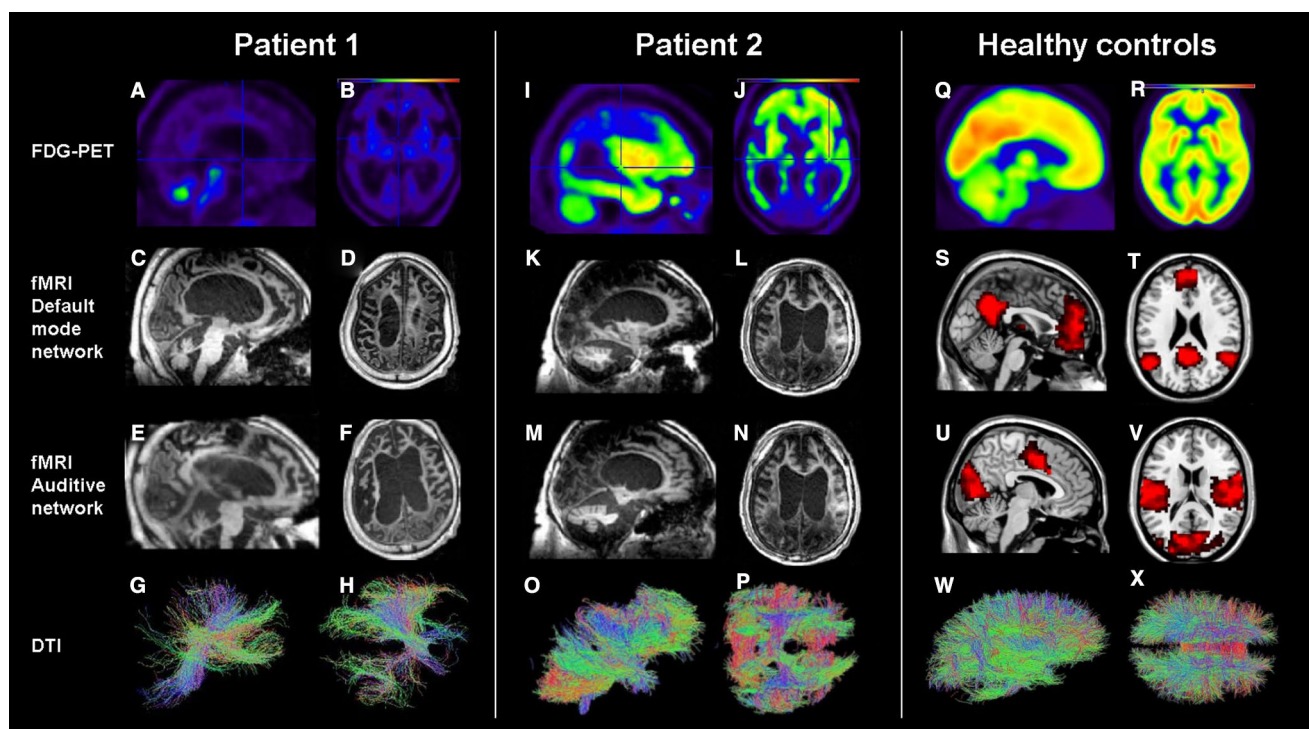 Patient 1
Patient 2
Healthy controls
FDG-PET
A
B
I
J
Q
R
fMRI
Default
mode
network
C
D
K
L
S
T
fMRI
Auditive
network
E
F
M
N
U
V
DTI
G
H
O
P
W
X